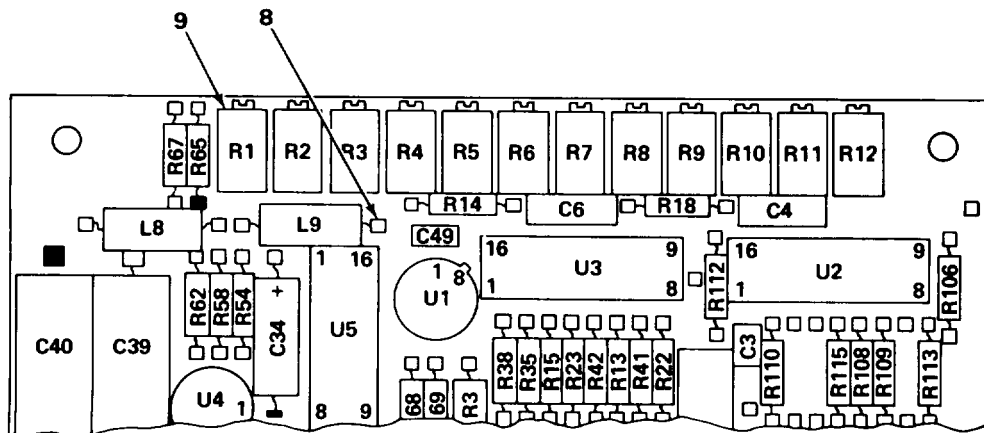 9 8
R67 R65 R1 R2 R3 R4 R5 R6 R7 R8 R9 R10 R11 R12
R14 C6 R18 C4
L8 L9 C49
1 16
1 8 U1
16 9 U3 1 8
R112
16 9 U2 1 8
R106
C40 C39 R62 R58 R54 + C34 U5
8 9
U4 1
68 69 R3
R38 R35 R15 R23 R42 R13 R41 R22
C3 R110 R115 R108 R109 R113